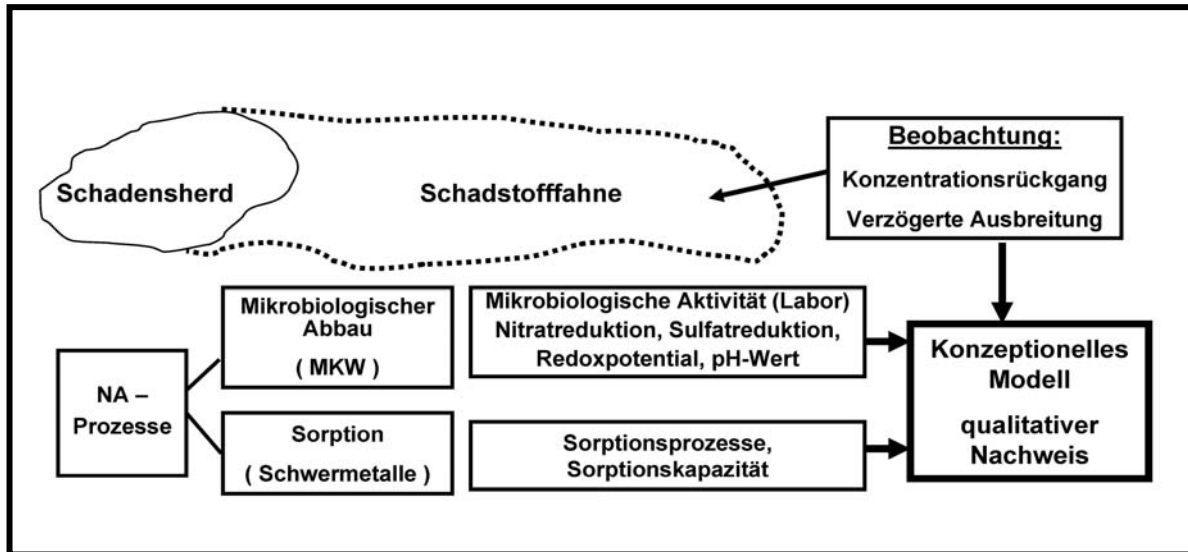 Schadensherd
Schadstofffahne
Beobachtung:
Konzentrationsrückgang
Verzögerte Ausbreitung
NA –
Prozesse
Mikrobiologischer
Abbau
( MKW )
Mikrobiologische Aktivität (Labor)
Nitratreduktion, Sulfatreduktion,
Redoxpotential, pH-Wert
Sorption
( Schwermetalle )
Sorptionsprozesse,
Sorptionskapazität
Konzeptionelles
Modell
qualitativer
Nachweis